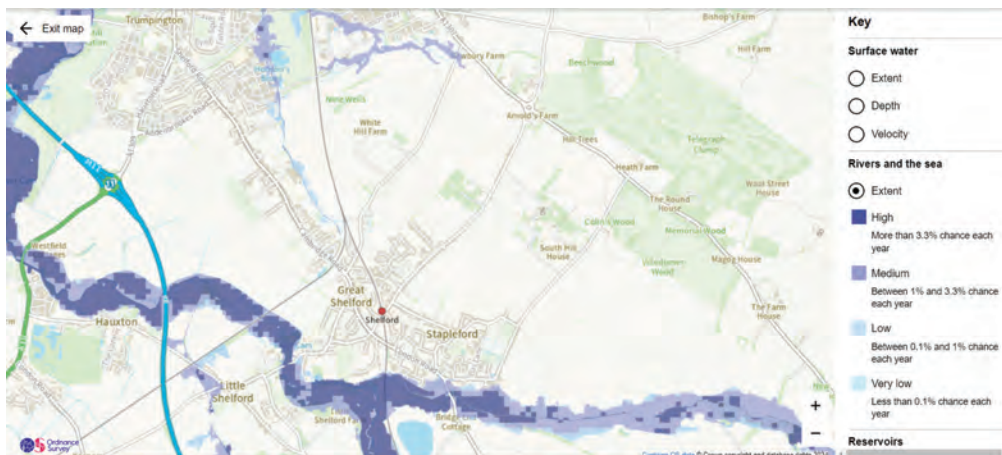 Exit map
Trumpington
Bishop's Farm
Hill Farm
Beechwood
Nine Wells
White
Hill Farm
Arnold's Farm
Hill Trees
Telegraph
Clump
Heath Farm
The Round
House
Wood Street
House
M11
11
Westfield
South Hill
House
Colin's Wood
Memorial Wood
Magog House
Great
Shelford
Shelford
Stapleford
The Farm
House
Hauxton
Little
Shelford
Cottage
+
−
Ordnance
Survey
Key
Surface water
Extent
Depth
Velocity
Rivers and the sea
Extent
High
More than 3.3% chance each
year
Medium
Between 1% and 3.3% chance
each year
Low
Between 0.1% and 1% chance
each year
Very low
Less than 0.1% chance each
year
Reservoirs